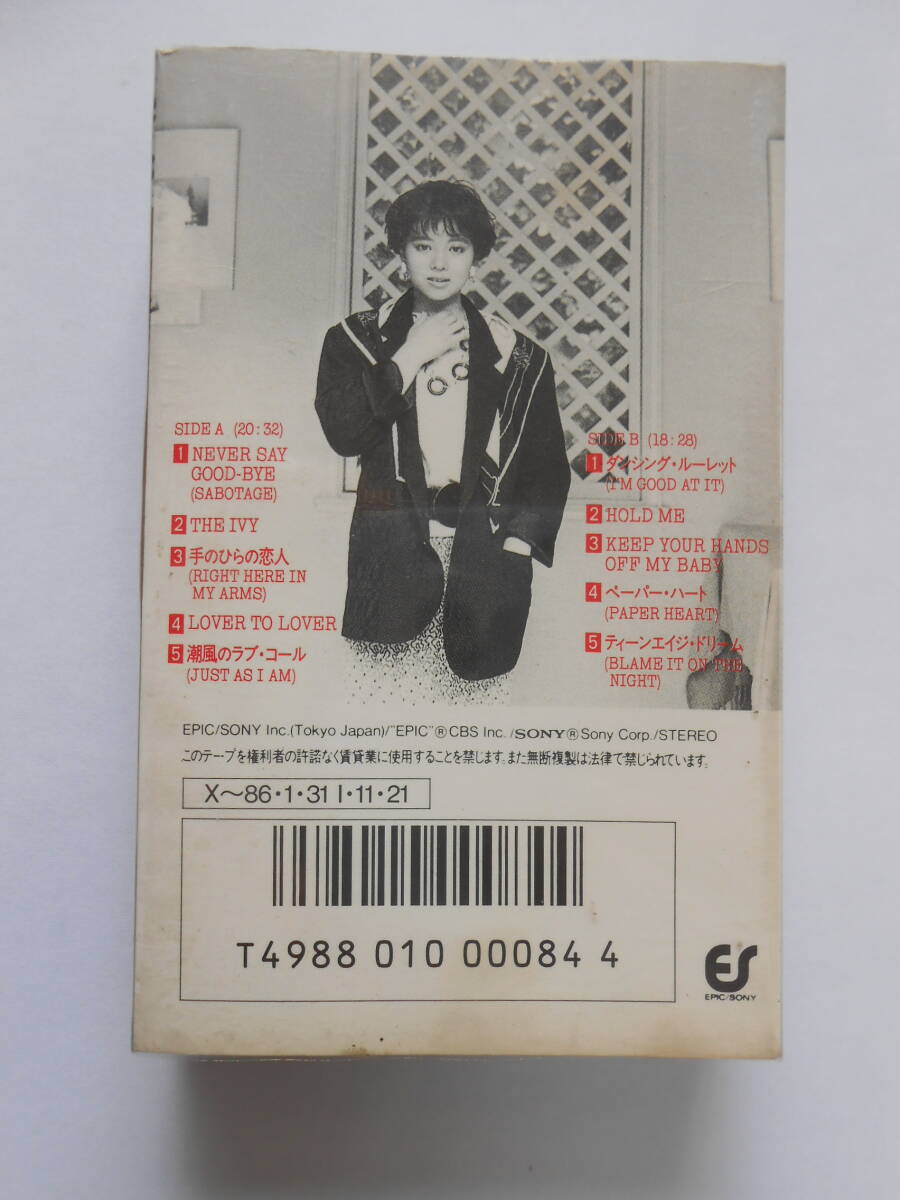 SIDE A (20:32)
1 NEVER SAY
GOOD-BYE
(SABOTAGE)
2 THE IVY
3 手のひらの恋人
(RIGHT HERE IN
MY ARMS)
4 LOVER TO LOVER
5 潮風のラブ・コール
(JUST AS I AM)
SIDE B (18:28)
1 ダンシング・ルーレット
(I'M GOOD AT IT)
2 HOLD ME
3 KEEP YOUR HANDS
OFF MY BABY
4 ペーパー・ハート
(PAPER HEART)
5 ティーンエイジ・ドリーム
(BLAME IT ON THE
NIGHT)
EPIC/SONY Inc.(Tokyo Japan)/"EPIC"®CBS Inc./SONY®Sony Corp./STEREO
このテープを権利者の許諾なく賃貸業に使用することを禁じます。また無断複製は法律で禁じられています。
X〜86・1・31 I・11・21
T4988 010 00084 4
ES
EPIC/SONY